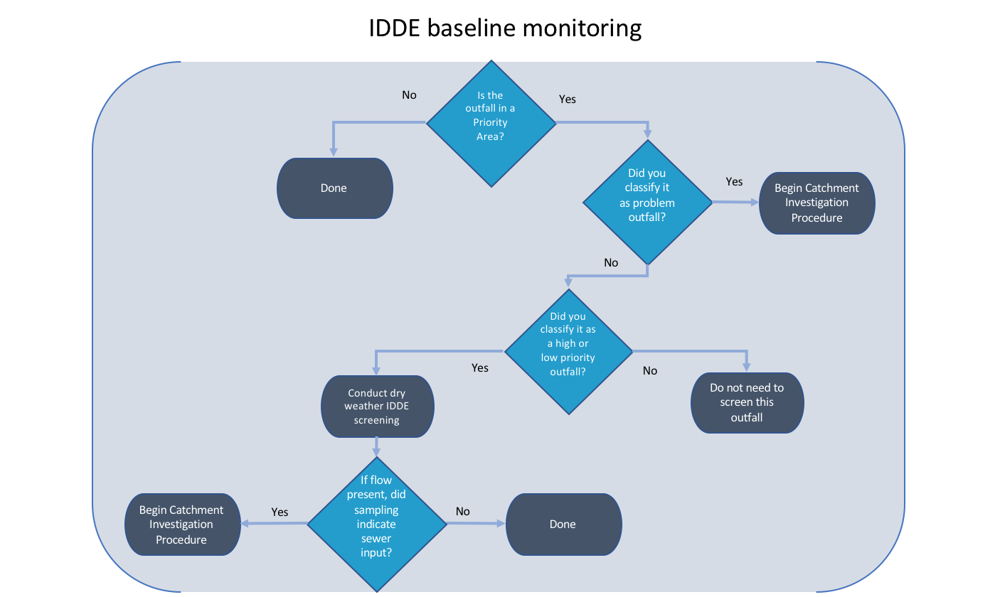 IDDE baseline monitoring
No
Is the
outfall in a
Priority
Area?
Yes
Done
Did you
classify it
as problem
outfall?
Yes
Begin Catchment
Investigation
Procedure
No
Did you
classify it as
a high or
low priority
outfall?
Yes
No
Conduct dry
weather IDDE
screening
Do not need to
screen this
outfall
If flow
present, did
sampling
indicate
sewer
input?
Yes
No
Begin Catchment
Investigation
Procedure
Done